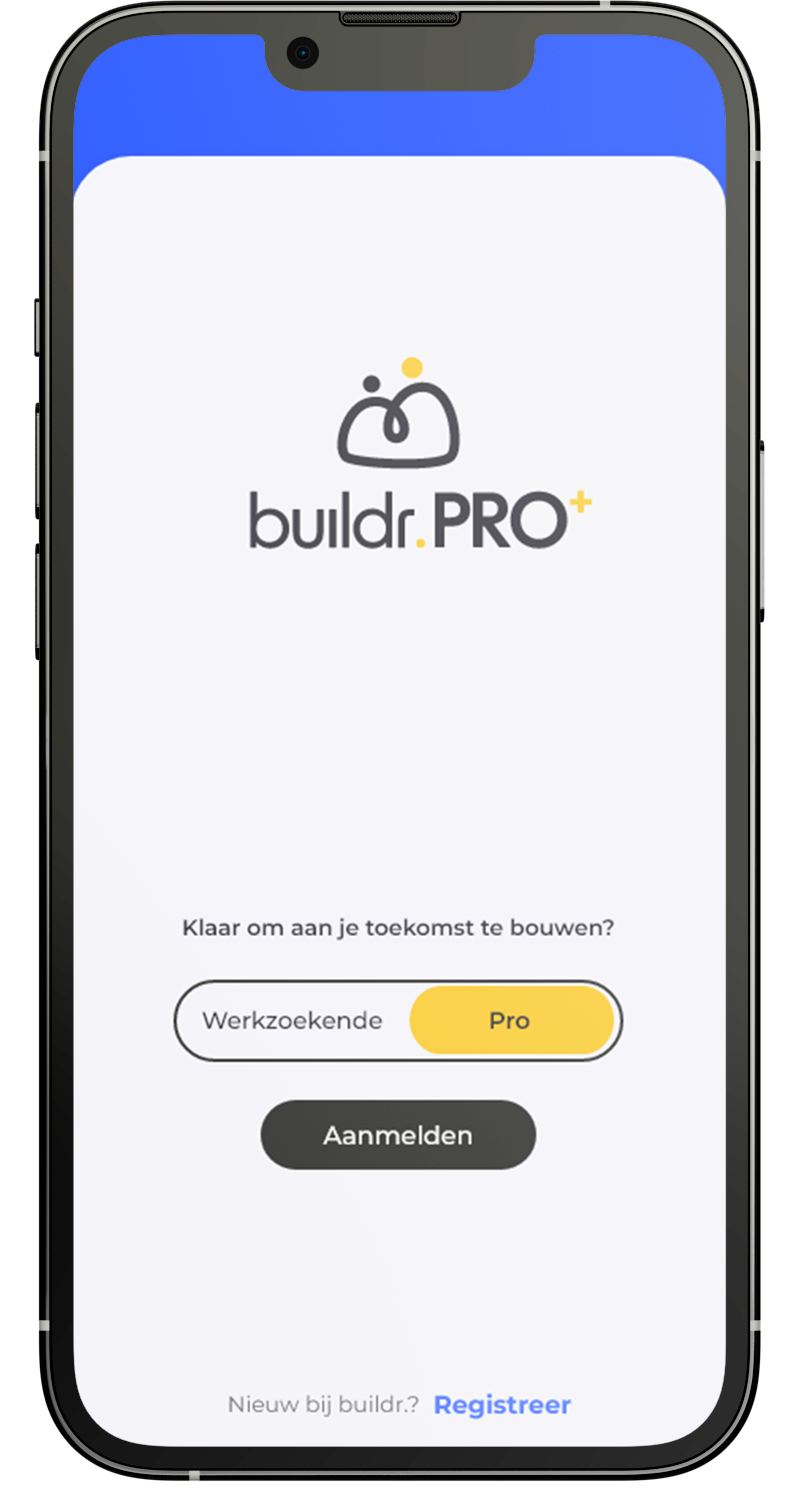 buildr.PRO+
Klaar om aan je toekomst te bouwen?
Werkzoekende Pro
Aanmelden
Nieuw bij buildr.? Registreer